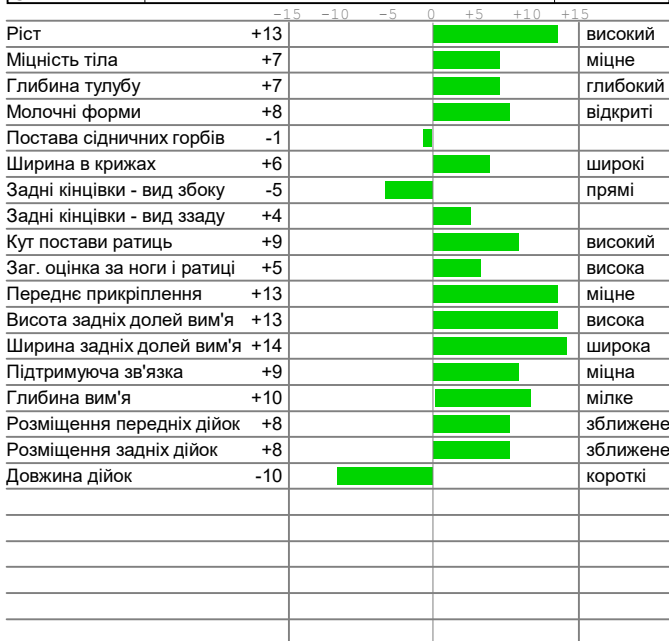 -15 -10 -5 0 +5 +10 +15
Ріст +13 високий
Міцність тіла +7 міцне
Глибина тулубу +7 глибокий
Молочні форми +8 відкриті
Постава сідничних горбів -1
Ширина в крижах +6 широкі
Задні кінцівки - вид збоку -5 прямі
Задні кінцівки - вид ззаду +4
Кут постави ратиць +9 високий
Заг. оцінка за ноги і ратиці +5 висока
Переднє прикріплення +13 міцне
Висота задніх долей вим'я +13 висока
Ширина задніх долей вим'я +14 широка
Підтримуюча зв'язка +9 міцна
Глибина вим'я +10 мілке
Розміщення передніх дійок +8 зближене
Розміщення задніх дійок +8 зближене
Довжина дійок -10 короткі